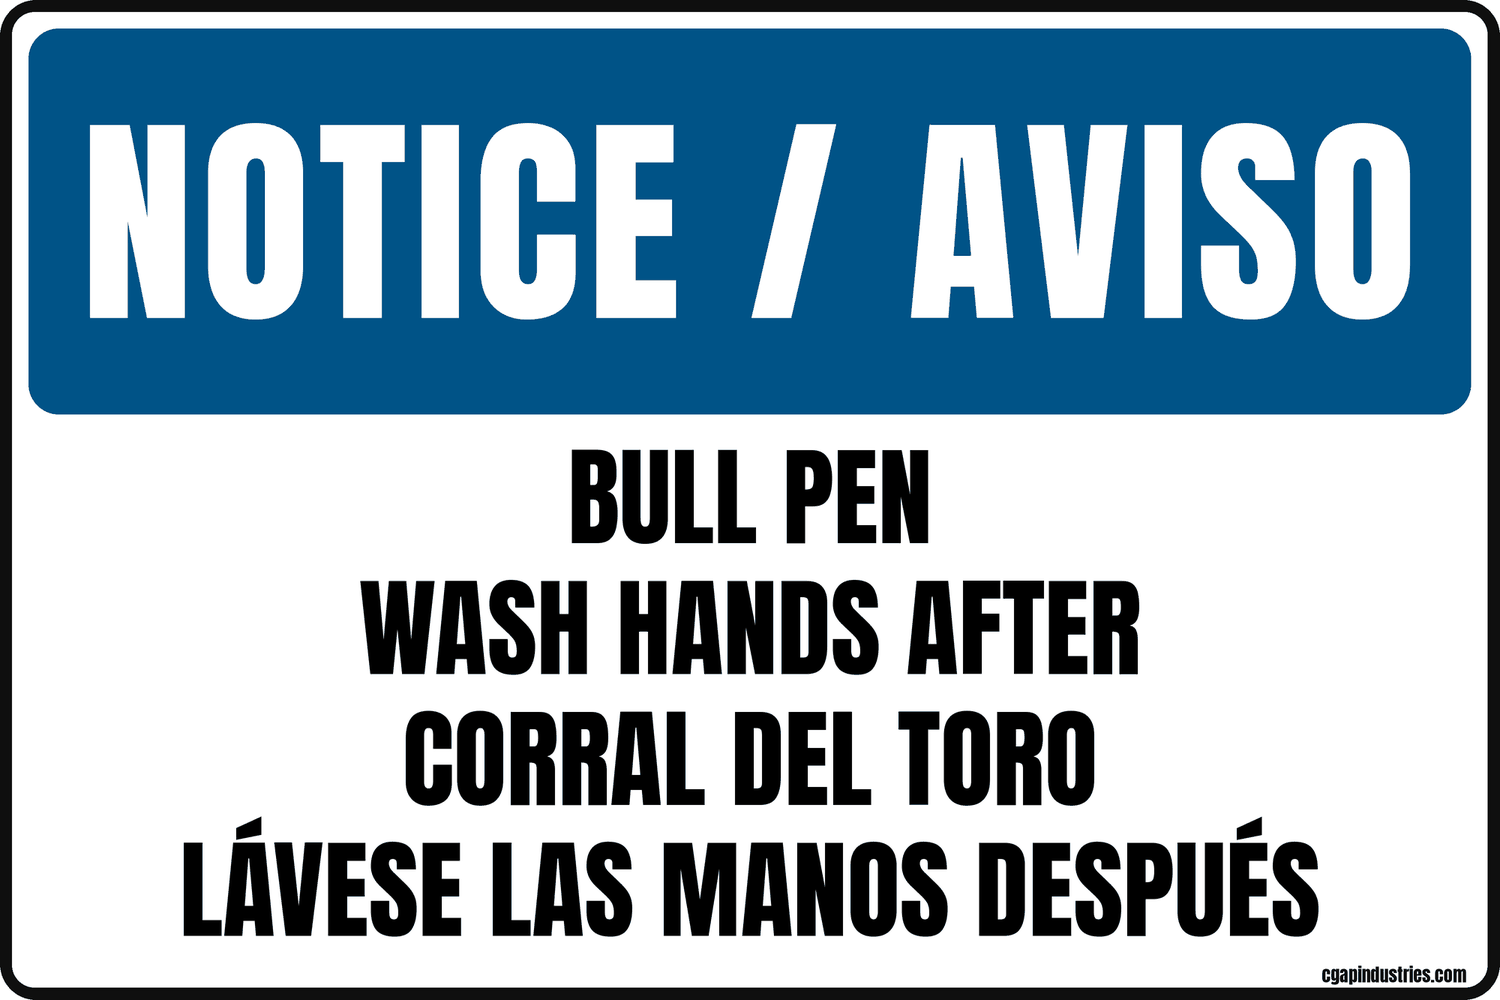 NOTICE / AVISO
BULL PEN
WASH HANDS AFTER
CORRAL DEL TORO
LÁVESE LAS MANOS DESPUÉS
cgapindustries.com